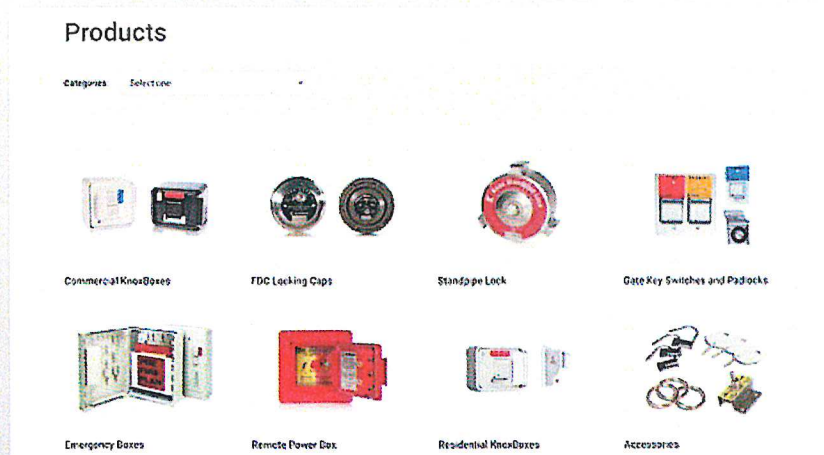 Products
Categories Select one
Commercial KnoxBoxes
FDC Locking Caps
Standpipe Lock
Gate Key Switches and Padlocks
Emergency Boxes
Remote Power Box
Residential KnoxBoxes
Accessories